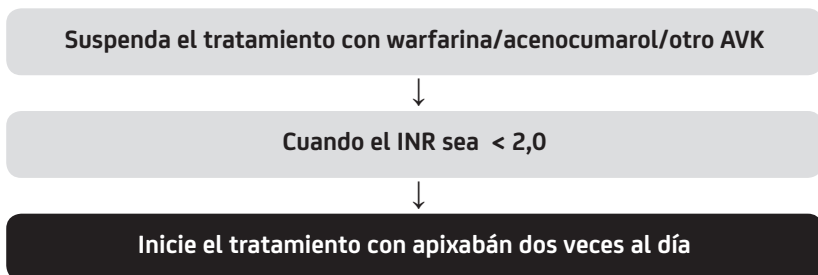 Suspenda el tratamiento con warfarina/acenocumarol/otro AVK
↓
Cuando el INR sea < 2,0
↓
Inicie el tratamiento con apixabán dos veces al día